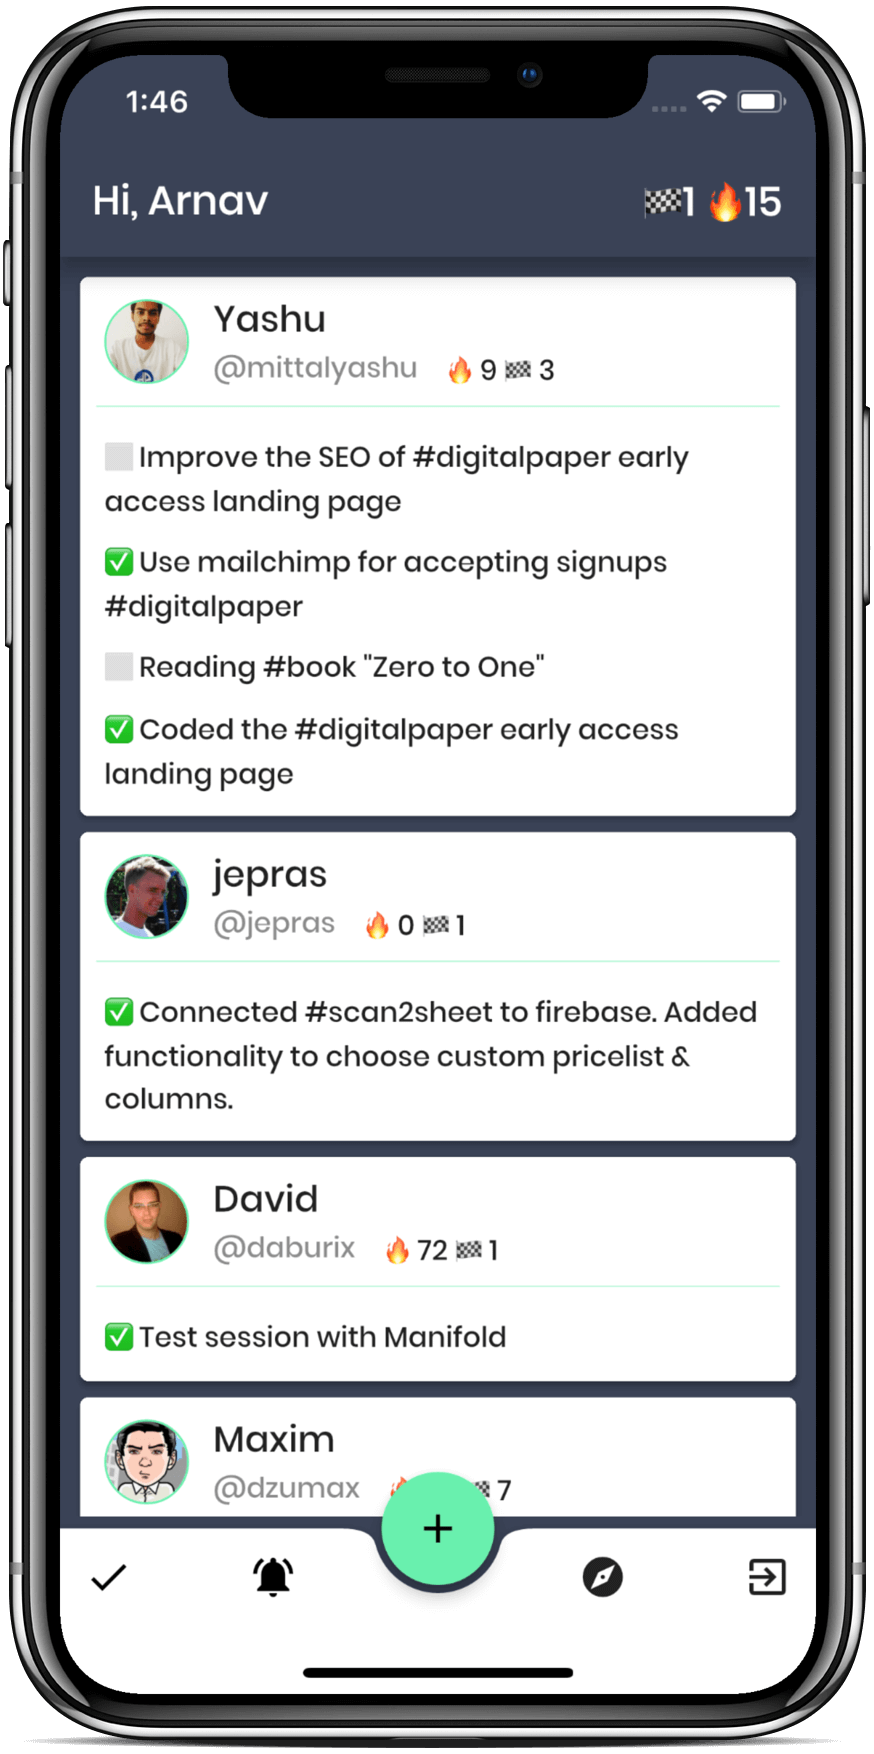 1:46
Hi, Arnav 🏁1 🔥15
Yashu
@mittalyashu 🔥 9 🏁 3
Improve the SEO of #digitalpaper early
access landing page
✅ Use mailchimp for accepting signups
#digitalpaper
Reading #book "Zero to One"
✅ Coded the #digitalpaper early access
landing page
jepras
@jepras 🔥 0 🏁 1
✅ Connected #scan2sheet to firebase. Added
functionality to choose custom pricelist &
columns.
David
@daburix 🔥 72 🏁 1
✅ Test session with Manifold
Maxim
@dzumax 🔥 🏁 7
+